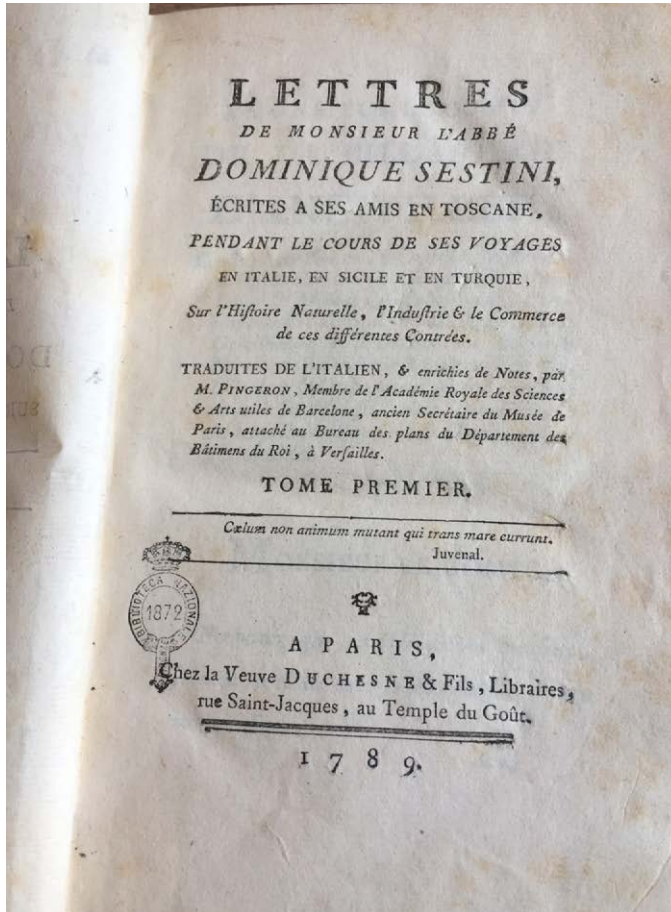 LETTRES
DE MONSIEUR L'ABBÉ
DOMINIQUE SESTINI,
ÉCRITES A SES AMIS EN TOSCANE,
PENDANT LE COURS DE SES VOYAGES
EN ITALIE, EN SICILE ET EN TURQUIE,
Sur l'Hiſtoire Naturelle, l'Induſtrie & le Commerce
de ces différentes Contrées.
TRADUITES DE L'ITALIEN, & enrichies de Notes, par
M. PINGERON, Membre de l'Académie Royale des Sciences
& Arts utiles de Barcelone, ancien Secrétaire du Muſée de
Paris, attaché au Bureau des plans du Département des
Bâtimens du Roi, à Verſailles.
TOME PREMIER.
Cœlum non animum mutant qui trans mare currunt.
Juvenal.
BIBLIOTECA NAZIONALE
1872
A PARIS,
Chez la Veuve DUCHESNE & Fils, Libraires,
rue Saint-Jacques, au Temple du Goût.
1789.